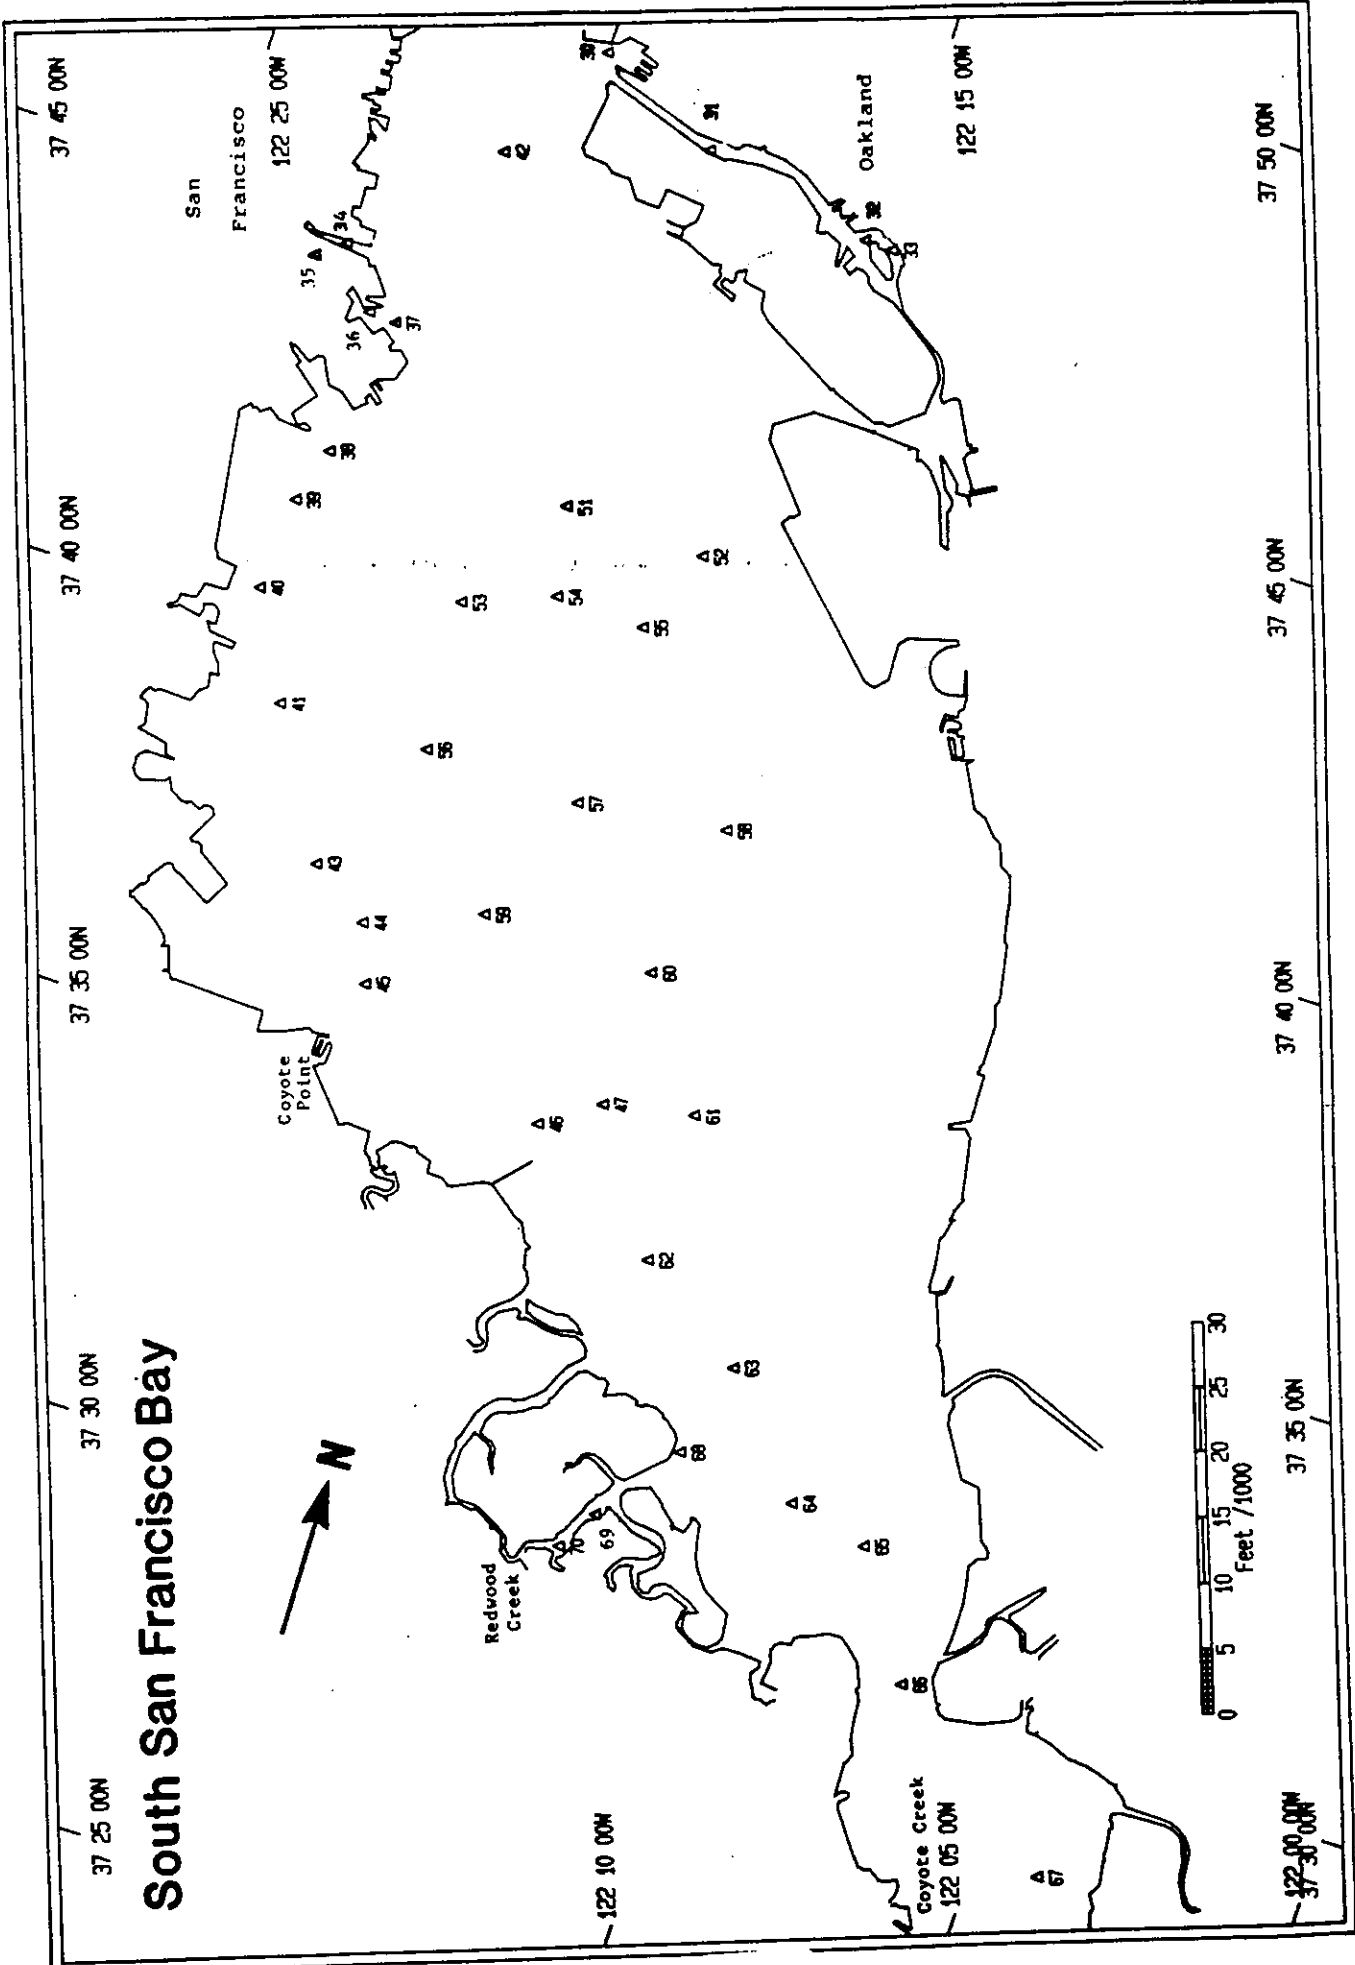 South San Francisco Bay
37 25 00N
37 30 00N
37 35 00N
37 40 00N
37 45 00N
San
Francisco
122 25 00W
N
Coyote
Point
Redwood
Creek
Oakland
122 15 00W
122 10 00W
Coyote Creek
122 05 00W
122 00 00W
37 30 00N
37 35 00N
37 40 00N
37 45 00N
37 50 00N
30
31
32
33
34
35
36
37
38
39
40
41
42
43
44
45
46
47
51
52
53
54
55
56
57
58
59
60
61
62
63
64
65
66
67
68
69
70
0 5 10 15 20 25 30
Feet /1000